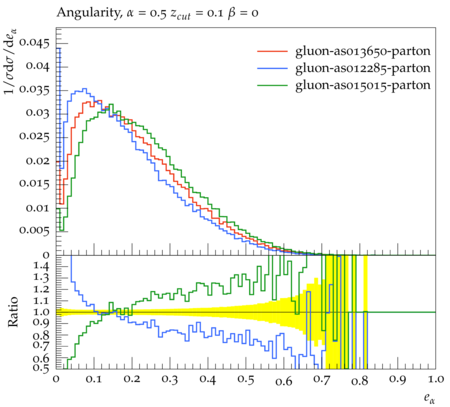 Angularity, α = 0.5 z_cut = 0.1 β = 0
1/σdσ/de_α
0.045
0.04
0.035
0.03
0.025
0.02
0.015
0.01
0.005
0
gluon-as013650-parton
gluon-as012285-parton
gluon-as015015-parton
Ratio
1.4
1.3
1.2
1.1
1.0
0.9
0.8
0.7
0.6
0.5
0 0.1 0.2 0.3 0.4 0.5 0.6 0.7 0.8 0.9 1.0
e_α